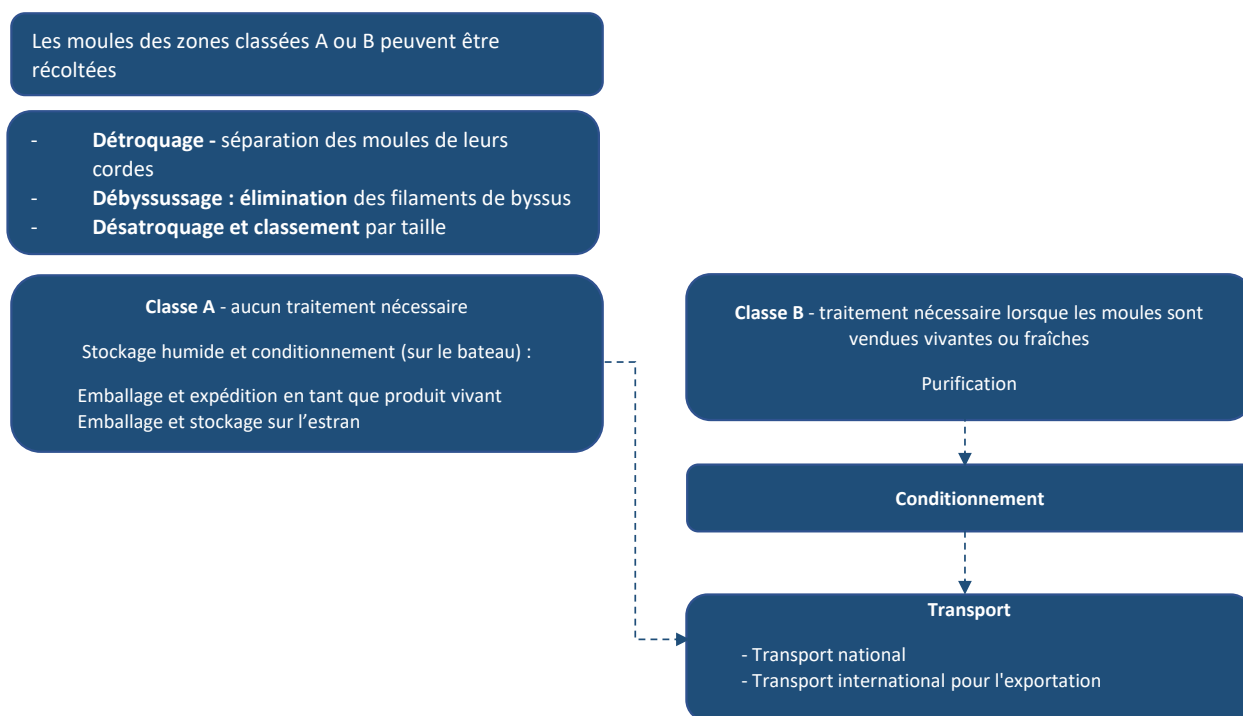 Les moules des zones classées A ou B peuvent être
récoltées
- Détroquage - séparation des moules de leurs
cordes
- Débyssussage : élimination des filaments de byssus
- Désatroquage et classement par taille
Classe A - aucun traitement nécessaire
Stockage humide et conditionnement (sur le bateau) :
Emballage et expédition en tant que produit vivant
Emballage et stockage sur l’estran
Classe B - traitement nécessaire lorsque les moules sont
vendues vivantes ou fraîches
Purification
Conditionnement
Transport
- Transport national
- Transport international pour l'exportation